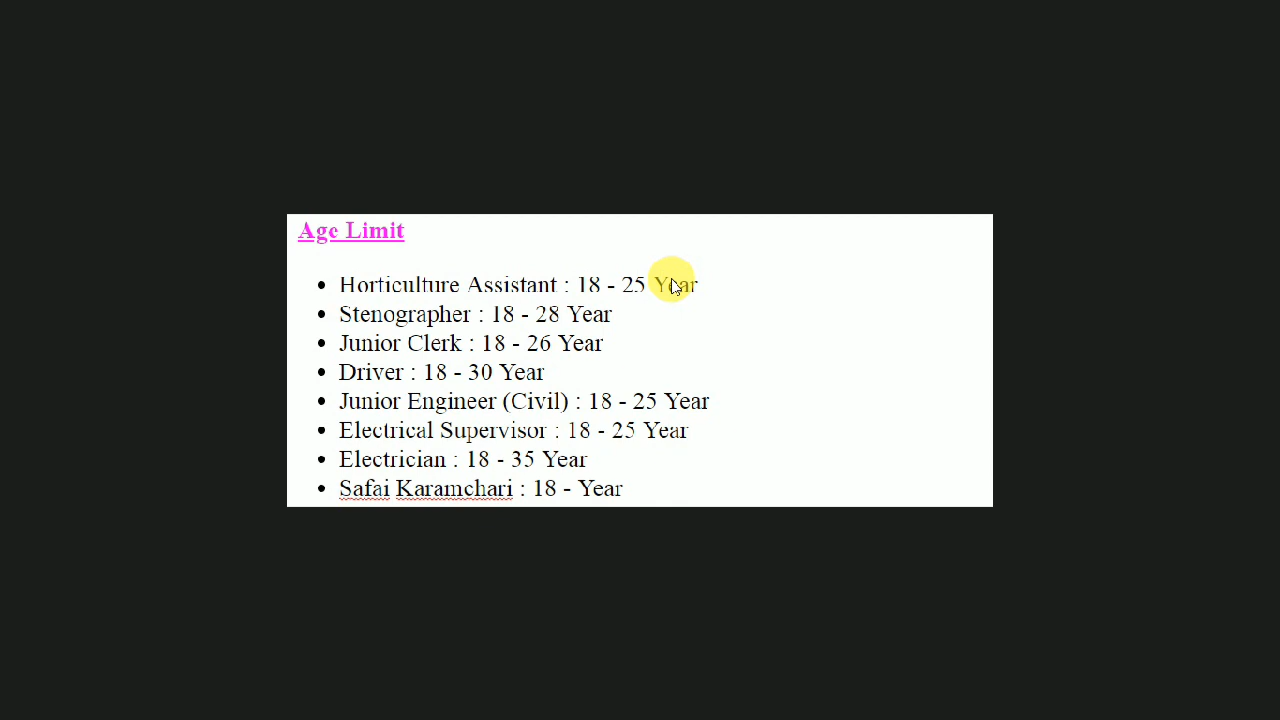 Age Limit
Horticulture Assistant : 18 - 25 Year
Stenographer : 18 - 28 Year
Junior Clerk : 18 - 26 Year
Driver : 18 - 30 Year
Junior Engineer (Civil) : 18 - 25 Year
Electrical Supervisor : 18 - 25 Year
Electrician : 18 - 35 Year
Safai Karamchari : 18 - Year